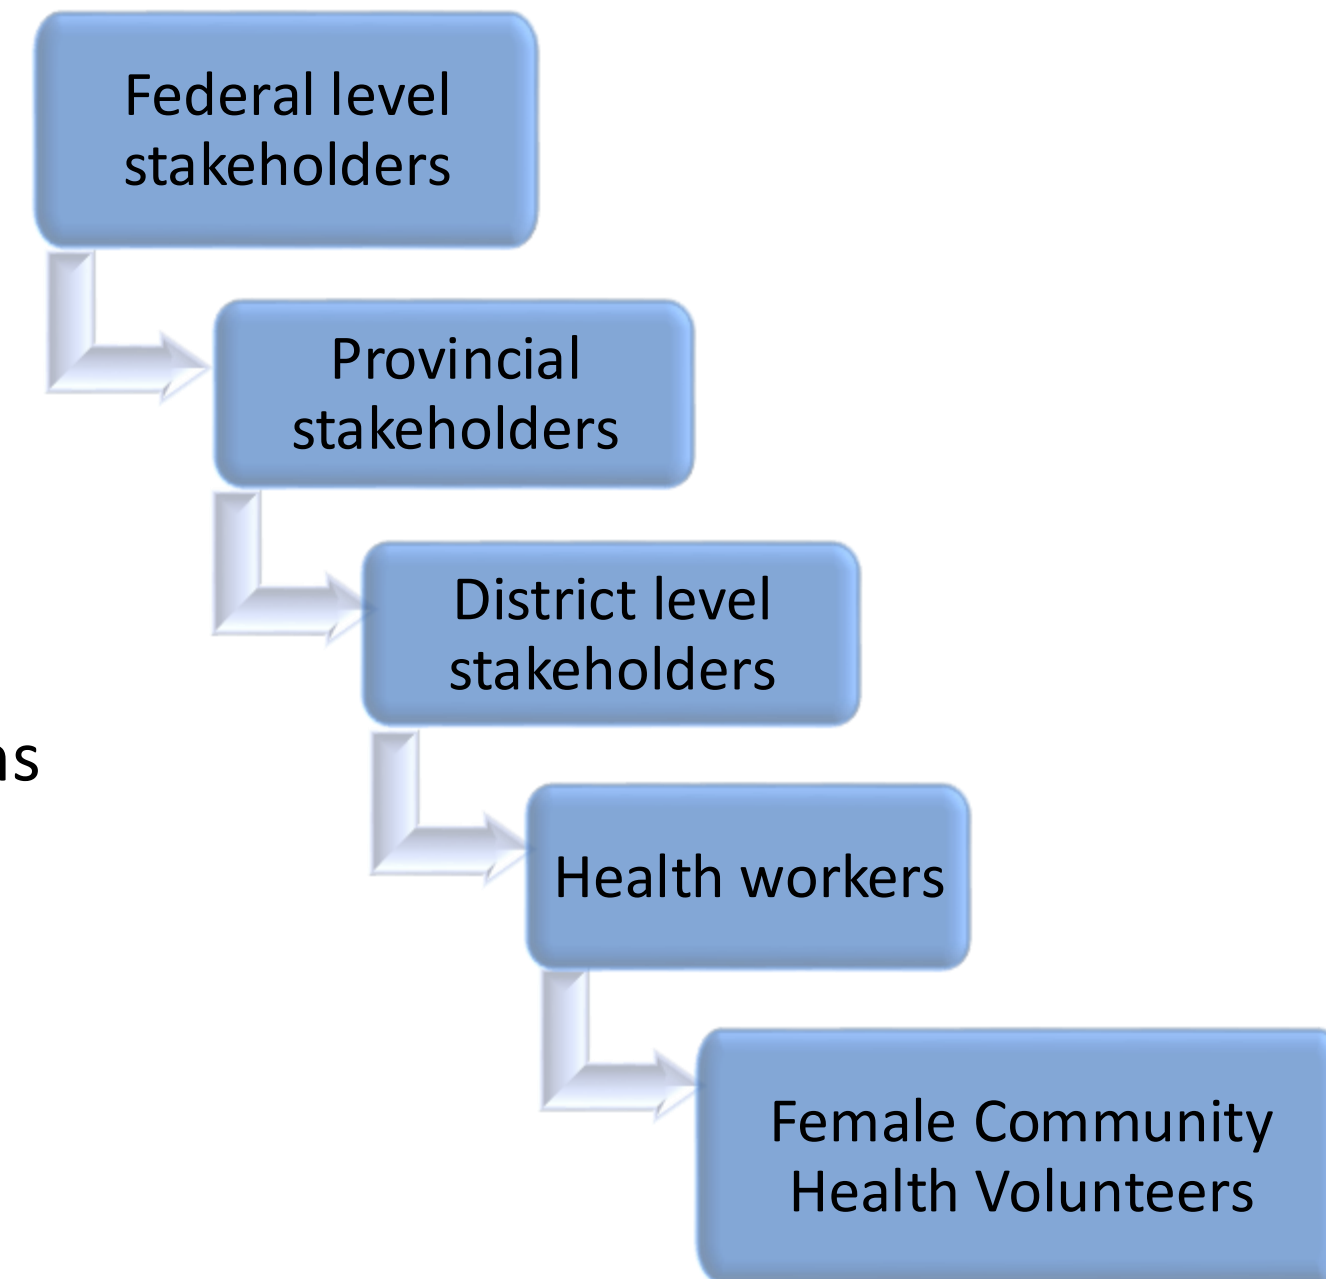 Federal level
stakeholders
Provincial
stakeholders
District level
stakeholders
Health workers
Female Community
Health Volunteers